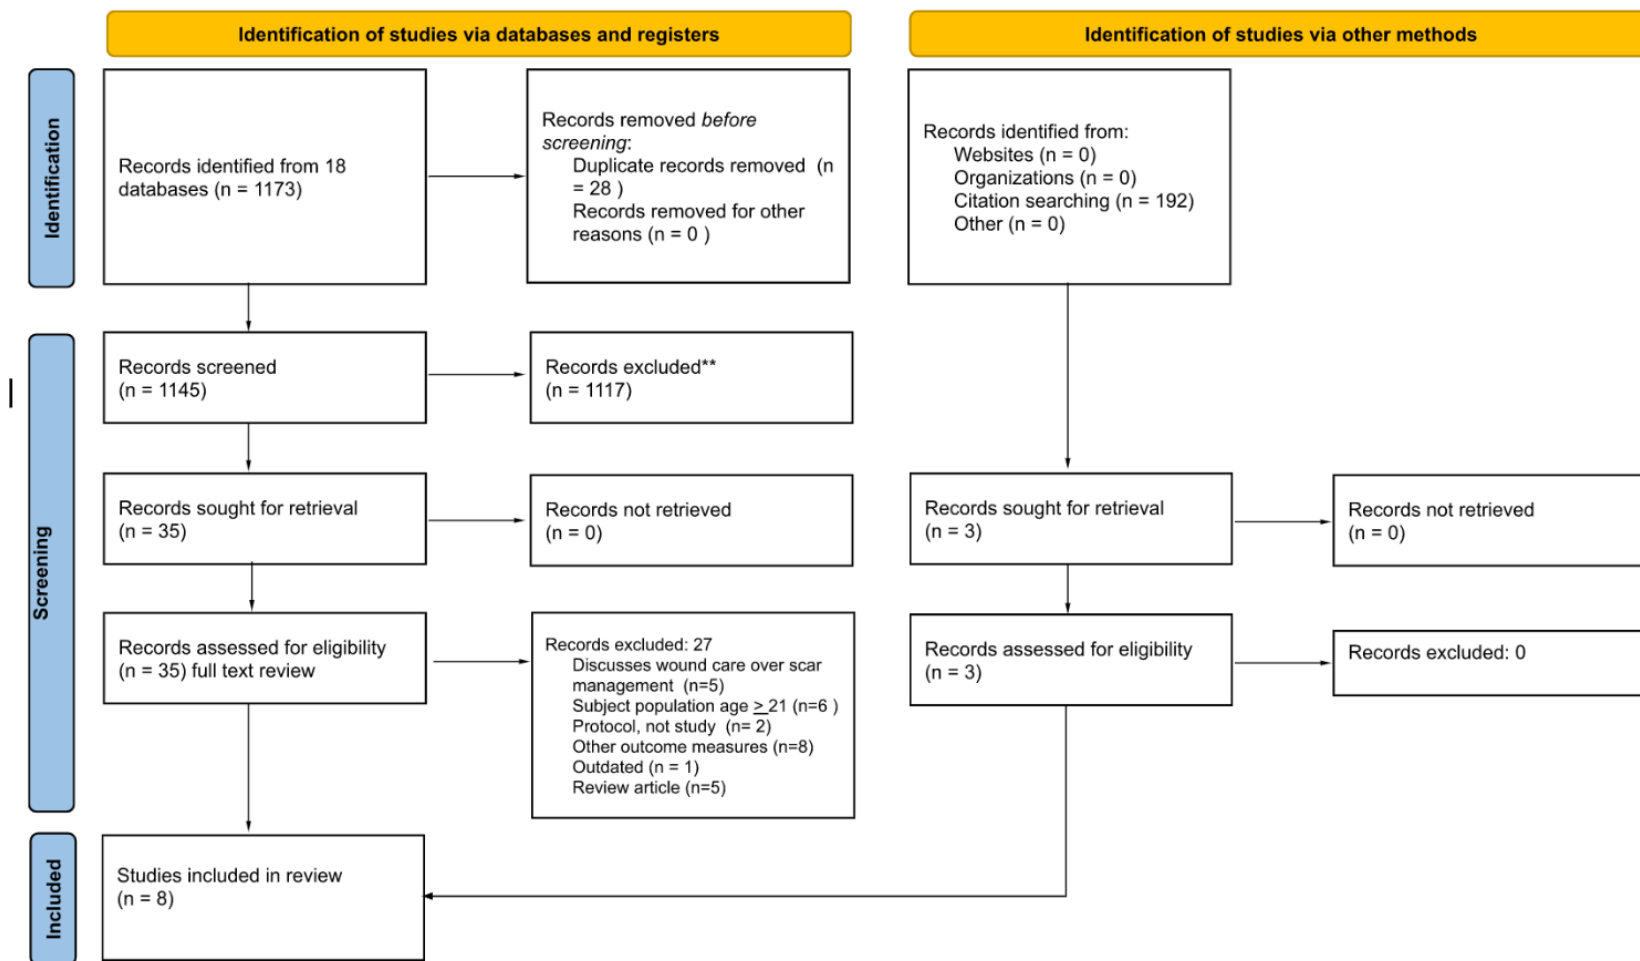 Identification of studies via databases and registers
Identification of studies via other methods
Identification
Records identified from 18
databases (n = 1173)
Records removed before
screening:
Duplicate records removed (n
= 28 )
Records removed for other
reasons (n = 0 )
Records identified from:
Websites (n = 0)
Organizations (n = 0)
Citation searching (n = 192)
Other (n = 0)
Screening
Records screened
(n = 1145)
Records excluded**
(n = 1117)
Records sought for retrieval
(n = 35)
Records not retrieved
(n = 0)
Records sought for retrieval
(n = 3)
Records not retrieved
(n = 0)
Records assessed for eligibility
(n = 35) full text review
Records excluded: 27
Discusses wound care over scar
management (n=5)
Subject population age >21 (n=6 )
Protocol, not study (n= 2)
Other outcome measures (n=8)
Outdated (n = 1)
Review article (n=5)
Records assessed for eligibility
(n = 3)
Records excluded: 0
Included
Studies included in review
(n = 8)